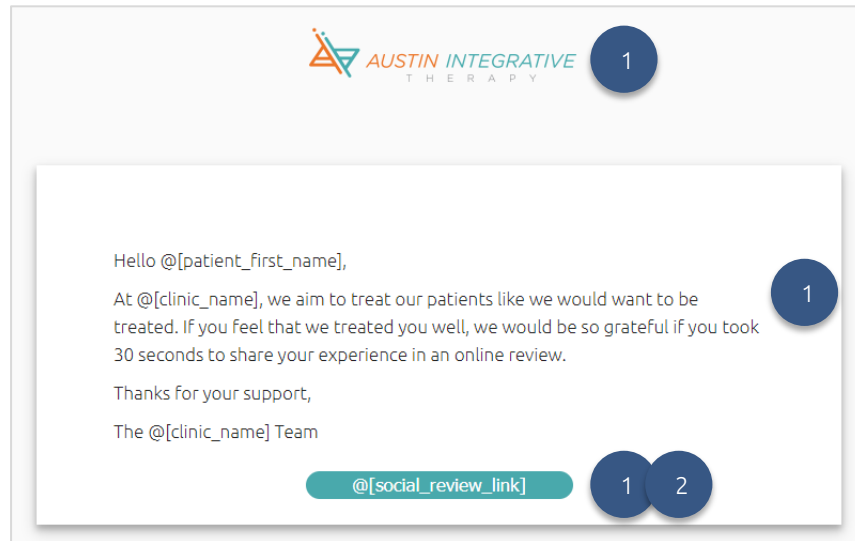 AUSTIN INTEGRATIVE 1
THERAPY
Hello @[patient_first_name],
At @[clinic_name], we aim to treat our patients like we would want to be 1
treated. If you feel that we treated you well, we would be so grateful if you took
30 seconds to share your experience in an online review.
Thanks for your support,
The @[clinic_name] Team
@[social_review_link] 1 2